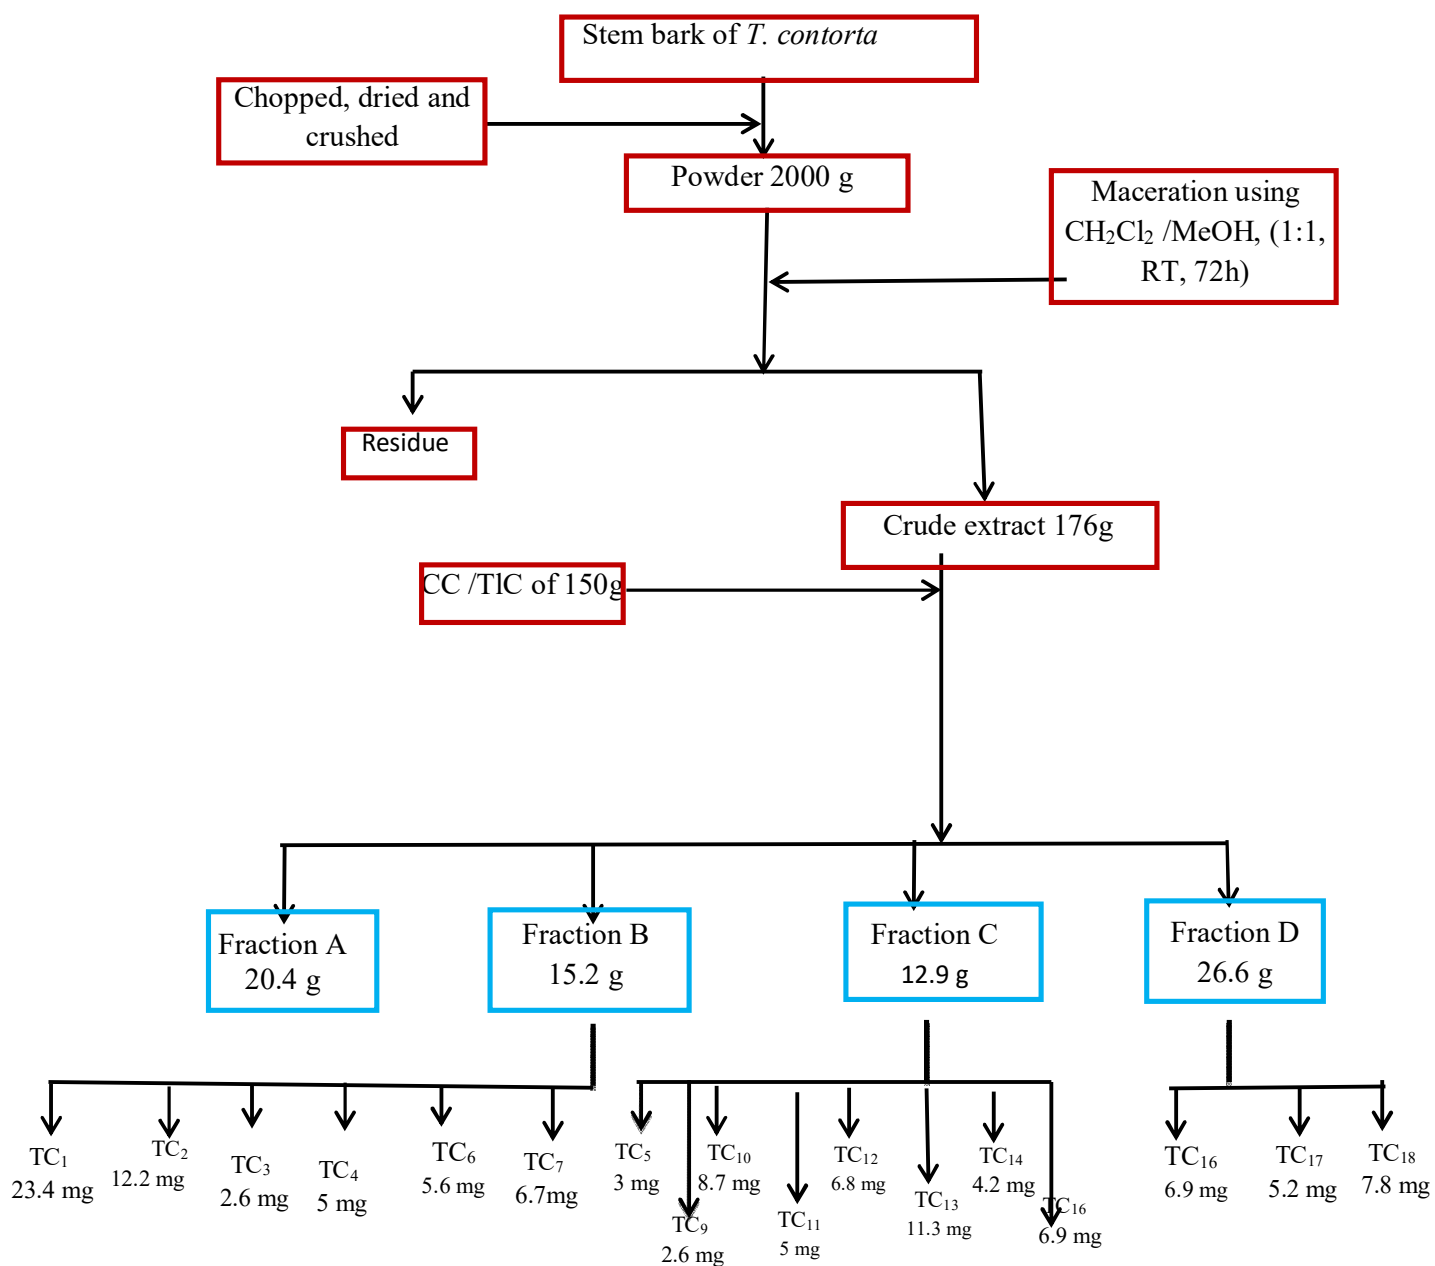 Stem bark of T. contorta
Chopped, dried and
crushed
Powder 2000 g
Maceration using
CH₂Cl₂ /MeOH, (1:1,
RT, 72h)
Residue
Crude extract 176g
CC /TlC of 150g
Fraction A
20.4 g
Fraction B
15.2 g
Fraction C
12.9 g
Fraction D
26.6 g
TC₁
23.4 mg
TC₂
12.2 mg
TC₃
2.6 mg
TC₄
5 mg
TC₆
5.6 mg
TC₇
6.7mg
TC₅
3 mg
TC₉
2.6 mg
TC₁₀
8.7 mg
TC₁₁
5 mg
TC₁₂
6.8 mg
TC₁₃
11.3 mg
TC₁₄
4.2 mg
TC₁₆
6.9 mg
TC₁₆
6.9 mg
TC₁₇
5.2 mg
TC₁₈
7.8 mg